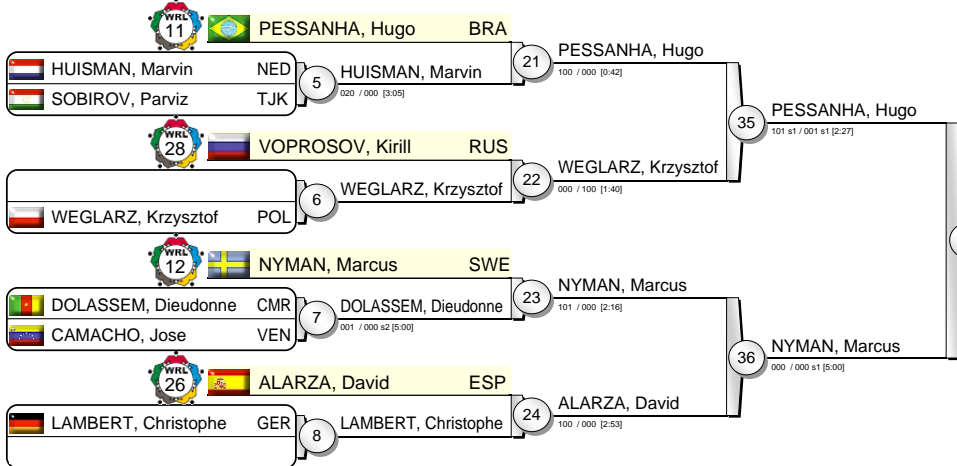 WRL
11
PESSANHA, Hugo BRA
HUISMAN, Marvin NED
SOBIROV, Parviz TJK
5
HUISMAN, Marvin
020 / 000 [3:05]
21
PESSANHA, Hugo
100 / 000 [0:42]
WRL
28
VOPROSOV, Kirill RUS
WEGLARZ, Krzysztof POL
6
WEGLARZ, Krzysztof
22
WEGLARZ, Krzysztof
000 / 100 [1:40]
35
PESSANHA, Hugo
101 s1 / 001 s1 [2:27]
WRL
12
NYMAN, Marcus SWE
DOLASSEM, Dieudonne CMR
CAMACHO, Jose VEN
7
DOLASSEM, Dieudonne
001 / 000 s2 [5:00]
23
NYMAN, Marcus
101 / 000 [2:16]
WRL
26
ALARZA, David ESP
LAMBERT, Christophe GER
8
LAMBERT, Christophe
24
ALARZA, David
100 / 000 [2:53]
36
NYMAN, Marcus
000 / 000 s1 [5:00]